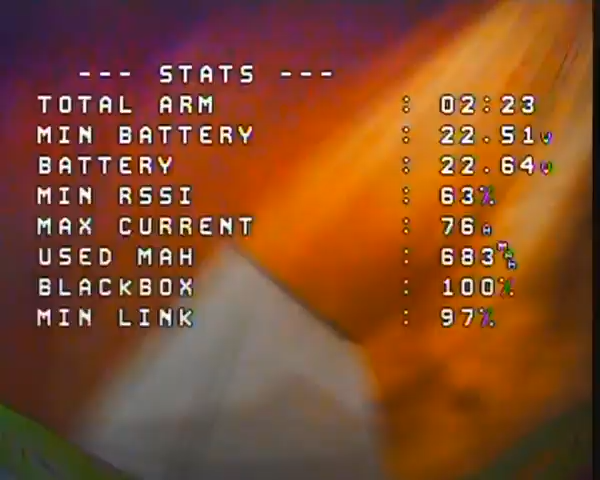 --- STATS ---
TOTAL ARM : 02:23
MIN BATTERY : 22.51V
BATTERY : 22.64V
MIN RSSI : 63%
MAX CURRENT : 76A
USED MAH : 683MAH
BLACKBOX : 100%
MIN LINK : 97%